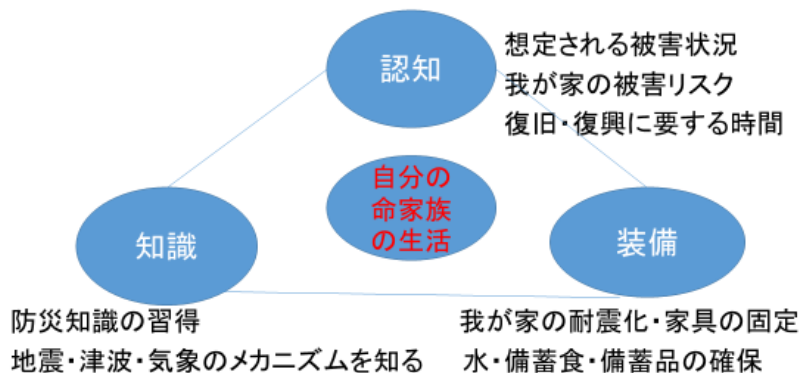 認知
想定される被害状況
我が家の被害リスク
復旧・復興に要する時間
自分の
命家族
の生活
知識
装備
防災知識の習得
地震・津波・気象のメカニズムを知る
我が家の耐震化・家具の固定
水・備蓄食・備蓄品の確保